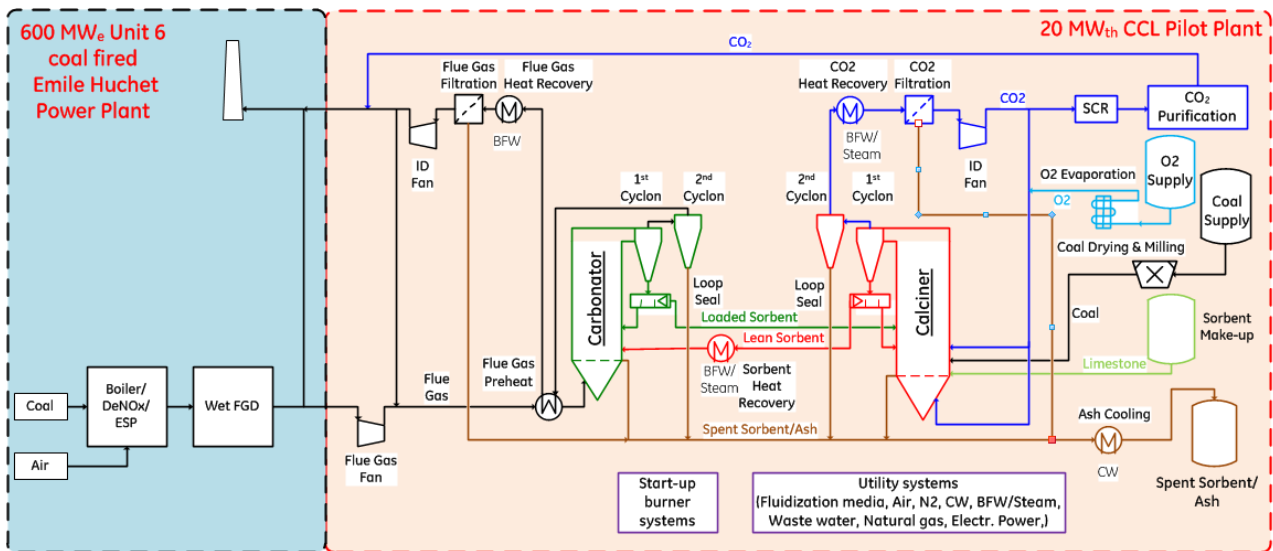 600 MWe Unit 6
coal fired
Emile Huchet
Power Plant
20 MWth CCL Pilot Plant
CO2
Flue Gas
Filtration
Flue Gas
Heat Recovery
BFW
ID
Fan
CO2
Heat Recovery
CO2
Filtration
BFW/
Steam
ID
Fan
CO2
SCR
CO2
Purification
O2 Evaporation
O2
O2
Supply
Coal
Supply
Coal Drying & Milling
1st
Cyclon
2nd
Cyclon
2nd
Cyclon
1st
Cyclon
Carbonator
Calciner
Loop
Seal
Loop
Seal
Loaded Sorbent
Lean Sorbent
BFW/
Steam
Sorbent
Heat
Recovery
Coal
Sorbent
Make-up
Limestone
Flue
Gas
Flue Gas
Preheat
Coal
Boiler/
DeNOx/
ESP
Wet FGD
Air
Flue Gas
Fan
Spent Sorbent/Ash
Ash Cooling
CW
Spent Sorbent/
Ash
Start-up
burner
systems
Utility systems
(Fluidization media, Air, N2, CW, BFW/Steam,
Waste water, Natural gas, Electr. Power,)